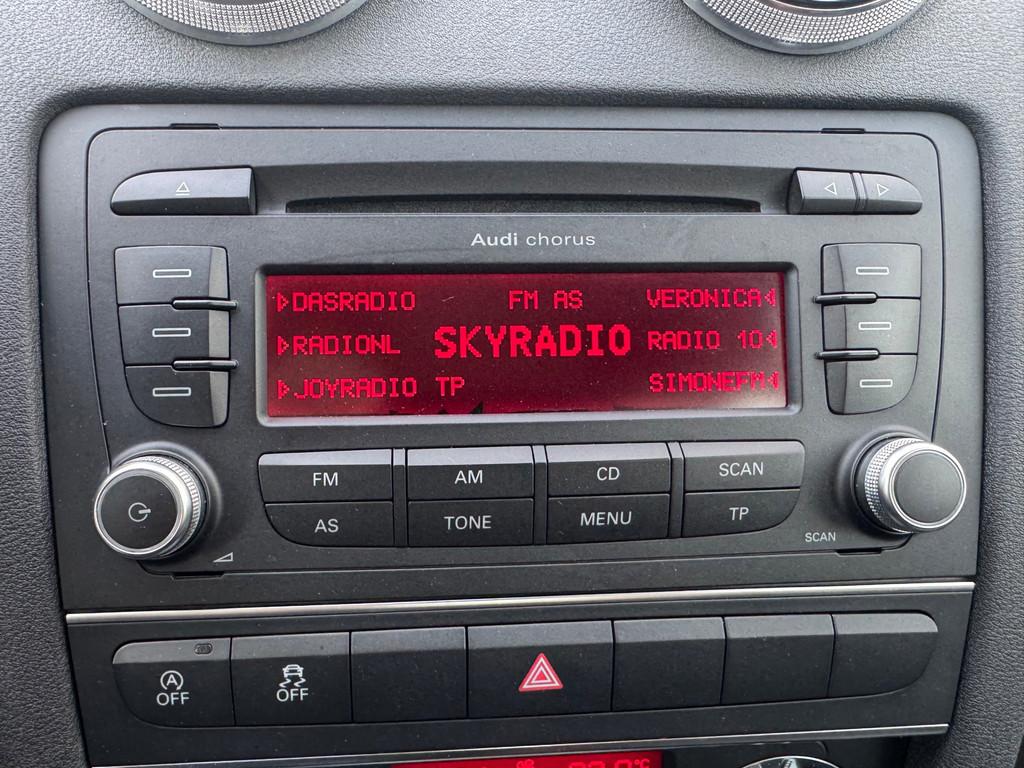 Audi chorus
DASRADIO FM AS VERONICA
RADIONL SKYRADIO RADIO 10
JOYRADIO TP SIMONEFM
FM AM CD SCAN
AS TONE MENU TP
SCAN
A
OFF OFF